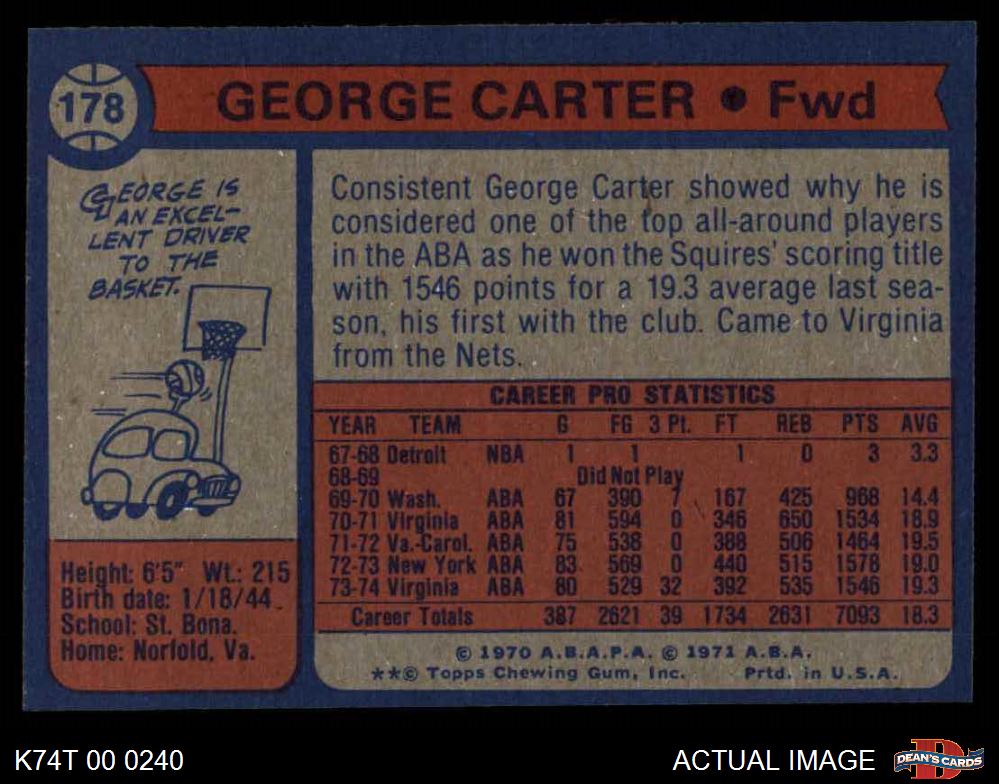 178
GEORGE CARTER • Fwd
GEORGE IS
AN EXCEL-
LENT DRIVER
TO THE
BASKET.
Consistent George Carter showed why he is
considered one of the top all-around players
in the ABA as he won the Squires' scoring title
with 1546 points for a 19.3 average last sea-
son, his first with the club. Came to Virginia
from the Nets.
CAREER PRO STATISTICS
YEAR TEAM G FG 3 Pt. FT REB PTS AVG
67-68 Detroit NBA 1 1 1 0 3 3.3
68-69 Did Not Play
69-70 Wash. ABA 67 390 7 167 425 968 14.4
70-71 Virginia ABA 81 594 0 346 650 1534 18.9
71-72 Va.-Carol. ABA 75 538 0 388 506 1464 19.5
72-73 New York ABA 83 569 0 440 515 1578 19.0
73-74 Virginia ABA 80 529 32 392 535 1546 19.3
Career Totals 387 2621 39 1734 2631 7093 18.3
Height: 6'5" Wt.: 215
Birth date: 1/18/44
School: St. Bona.
Home: Norfold, Va.
© 1970 A.B.A.P.A. © 1971 A.B.A.
**© Topps Chewing Gum, Inc. Prtd. in U.S.A.
K74T 00 0240
ACTUAL IMAGE
D
DEAN'S CARDS